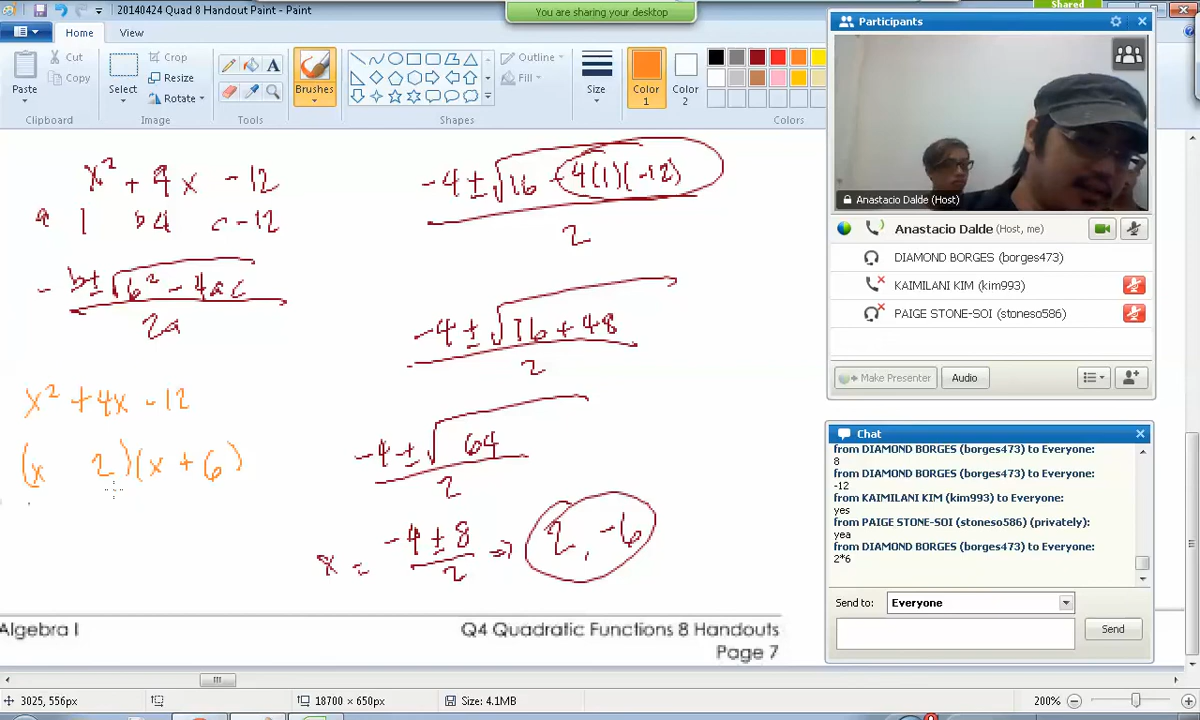 20140424 Quad 8 Handout Paint - Paint
You are sharing your desktop
Shared
Home View
Paste
Cut
Copy
Clipboard
Select
Crop
Resize
Rotate
Image
Tools
Brushes
Shapes
Outline
Fill
Size
Color 1
Color 2
Colors
x² + 4x - 12
a 1 b 4 c -12
- b ± √b² - 4ac
2a
x² + 4x - 12
(x 2)(x + 6)
-4 ± √16 - 4(1)(-12)
2
-4 ± √16 + 48
2
-4 ± √64
2
x = -4 ± 8 ⇒ 2, -6
2
Algebra I
Q4 Quadratic Functions 8 Handouts
Page 7
Participants
Anastacio Dalde (Host)
Anastacio Dalde (Host, me)
DIAMOND BORGES (borges473)
KAIMILANI KIM (kim993)
PAIGE STONE-SOI (stoneso586)
Make Presenter
Audio
Chat
from DIAMOND BORGES (borges473) to Everyone:
8
from DIAMOND BORGES (borges473) to Everyone:
-12
from KAIMILANI KIM (kim993) to Everyone:
yes
from PAIGE STONE-SOI (stoneso586) (privately):
yea
from DIAMOND BORGES (borges473) to Everyone:
2*6
Send to: Everyone
Send
3025, 556px
18700 × 650px
Size: 4.1MB
200%